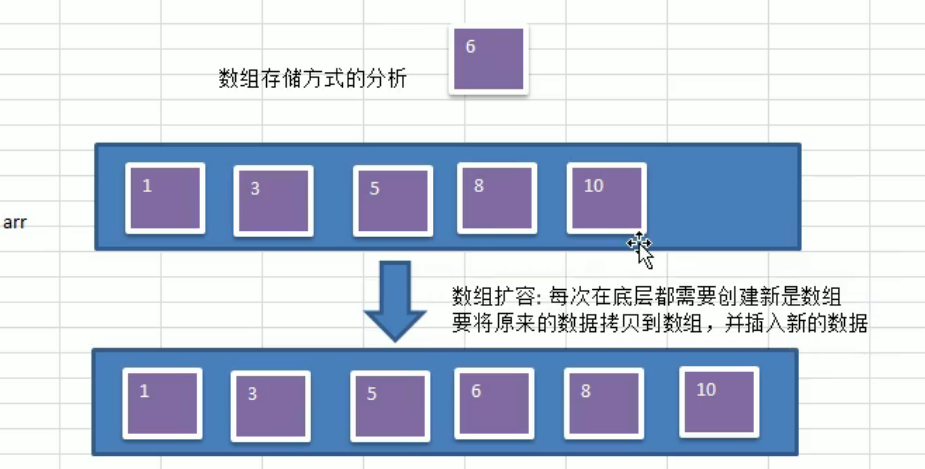 6
数组存储方式的分析
1 3 5 8 10
arr
数组扩容: 每次在底层都需要创建新是数组
要将原来的数据拷贝到数组，并插入新的数据
1 3 5 6 8 10